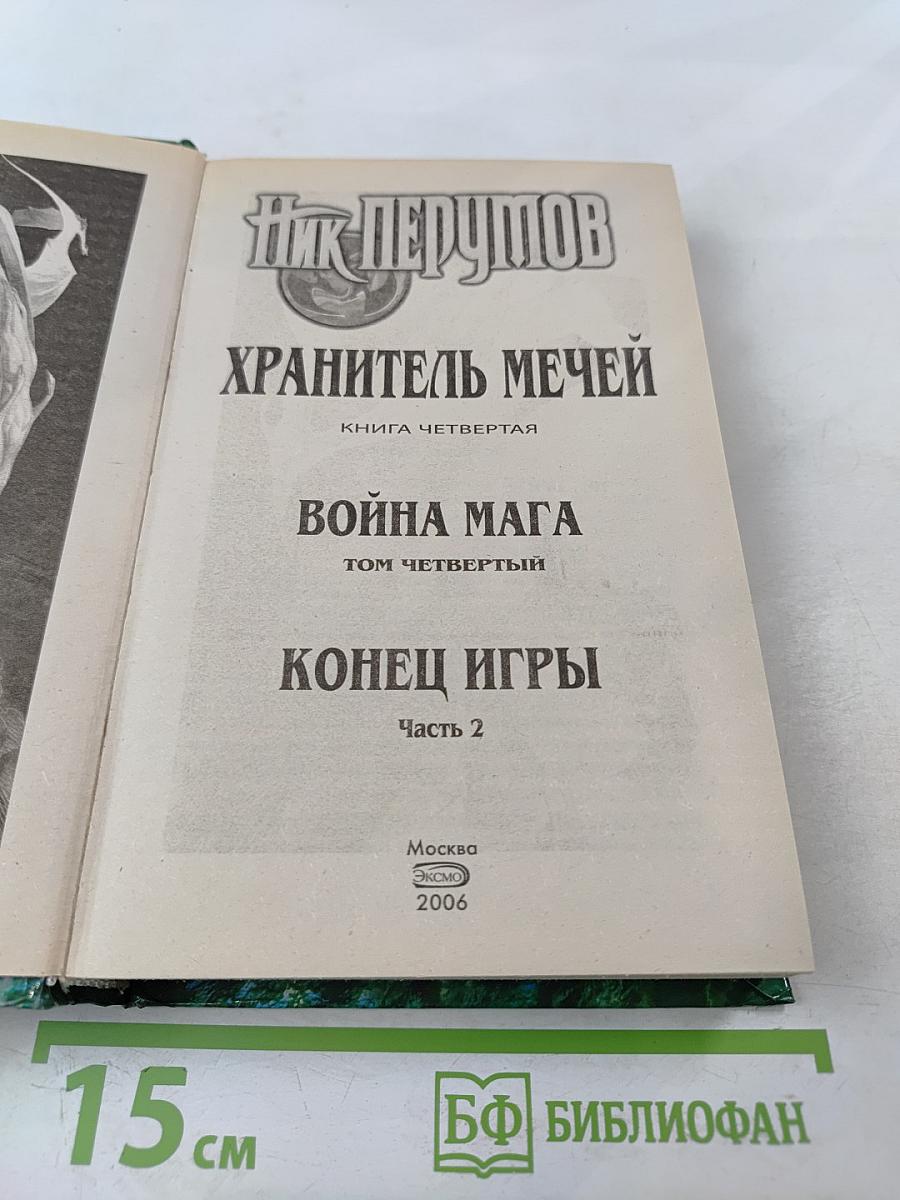 Ник ПЕРУМОВ
ХРАНИТЕЛЬ МЕЧЕЙ
КНИГА ЧЕТВЕРТАЯ
ВОЙНА МАГА
ТОМ ЧЕТВЕРТЫЙ
КОНЕЦ ИГРЫ
Часть 2
Москва
ЭКСМО
2006
15 см
БФ БИБЛИОФАН